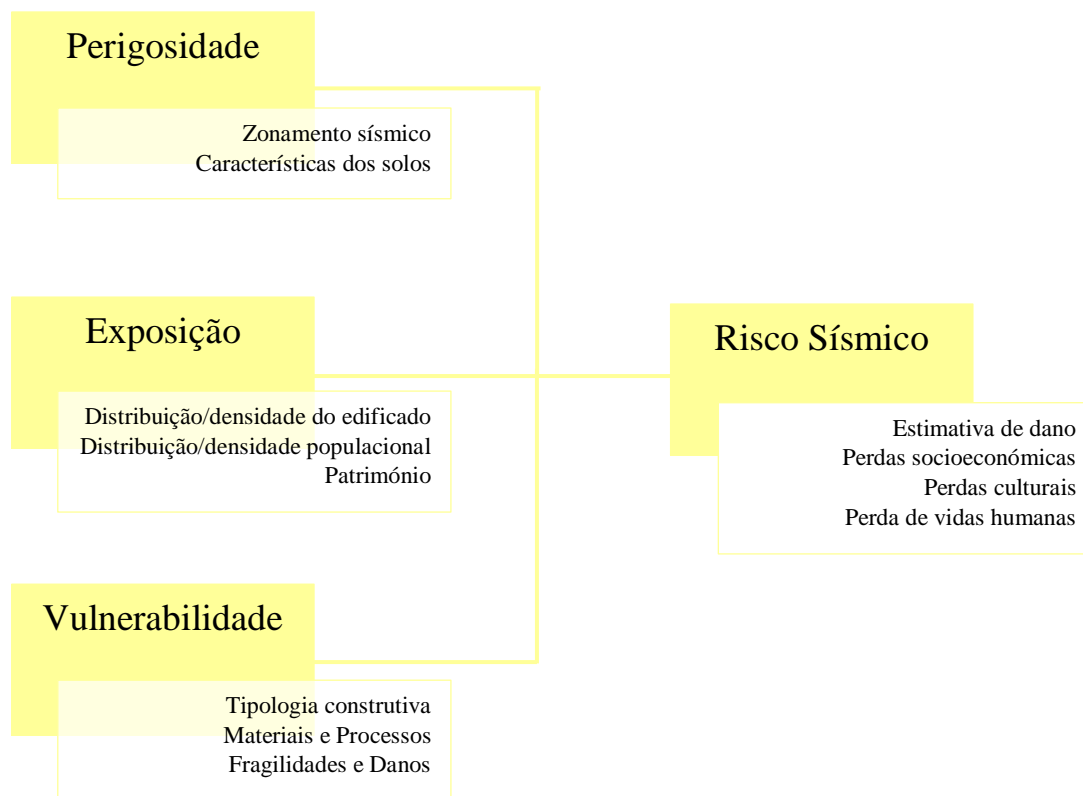 Perigosidade
Zonamento sísmico
Características dos solos
Exposição
Distribuição/densidade do edificado
Distribuição/densidade populacional
Património
Vulnerabilidade
Tipologia construtiva
Materiais e Processos
Fragilidades e Danos
Risco Sísmico
Estimativa de dano
Perdas socioeconómicas
Perdas culturais
Perda de vidas humanas